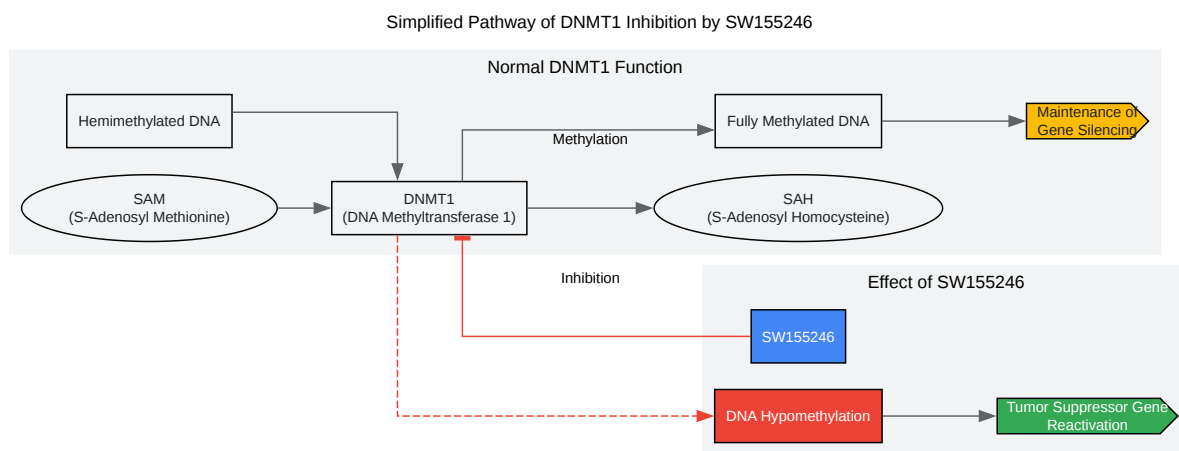 Simplified Pathway of DNMT1 Inhibition by SW155246
Normal DNMT1 Function
Hemimethylated DNA
Methylation
Fully Methylated DNA
Maintenance of
Gene Silencing
SAM
(S-Adenosyl Methionine)
DNMT1
(DNA Methyltransferase 1)
SAH
(S-Adenosyl Homocysteine)
Inhibition
Effect of SW155246
SW155246
DNA Hypomethylation
Tumor Suppressor Gene
Reactivation